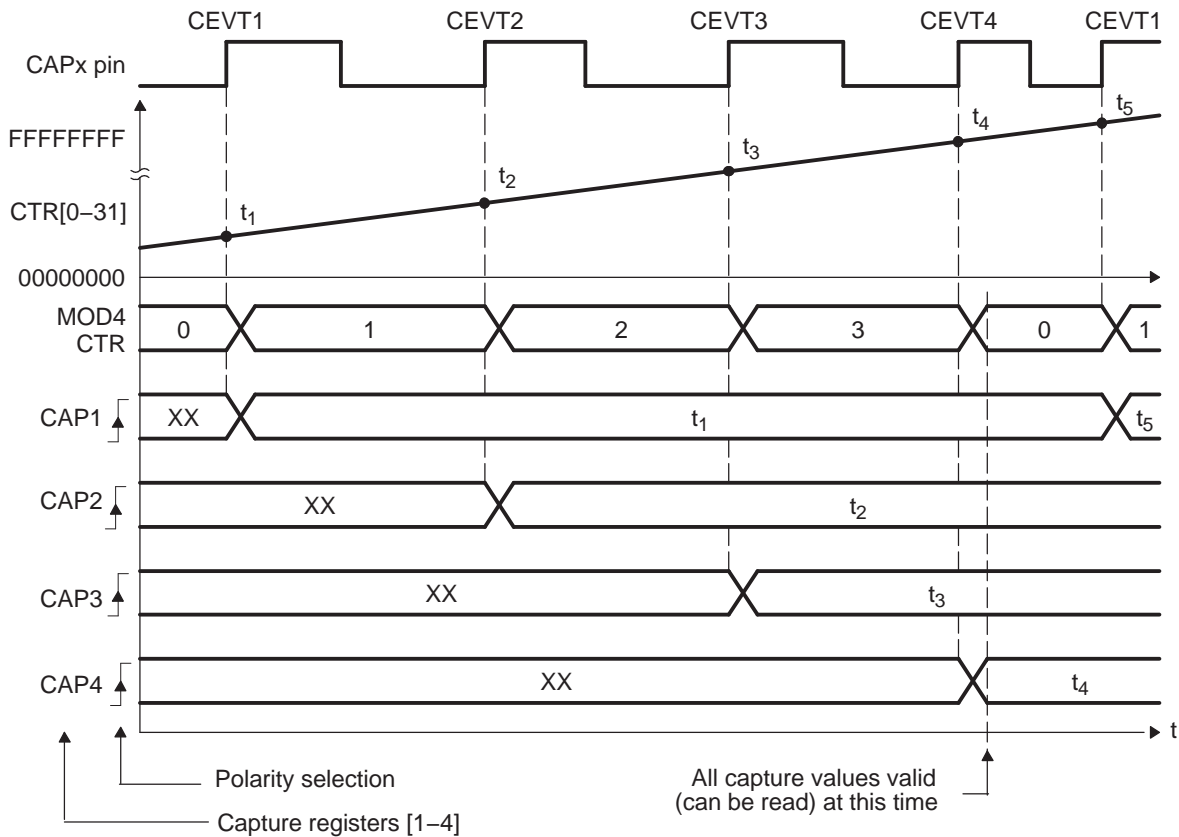 CEVT1 CEVT2 CEVT3 CEVT4 CEVT1
CAPx pin
FFFFFFFF
t1 t2 t3 t4 t5
CTR[0−31]
00000000
MOD4
CTR
0 1 2 3 0 1
CAP1 XX t1 t5
CAP2 XX t2
CAP3 XX t3
CAP4 XX t4
t
Polarity selection
Capture registers [1−4]
All capture values valid
(can be read) at this time